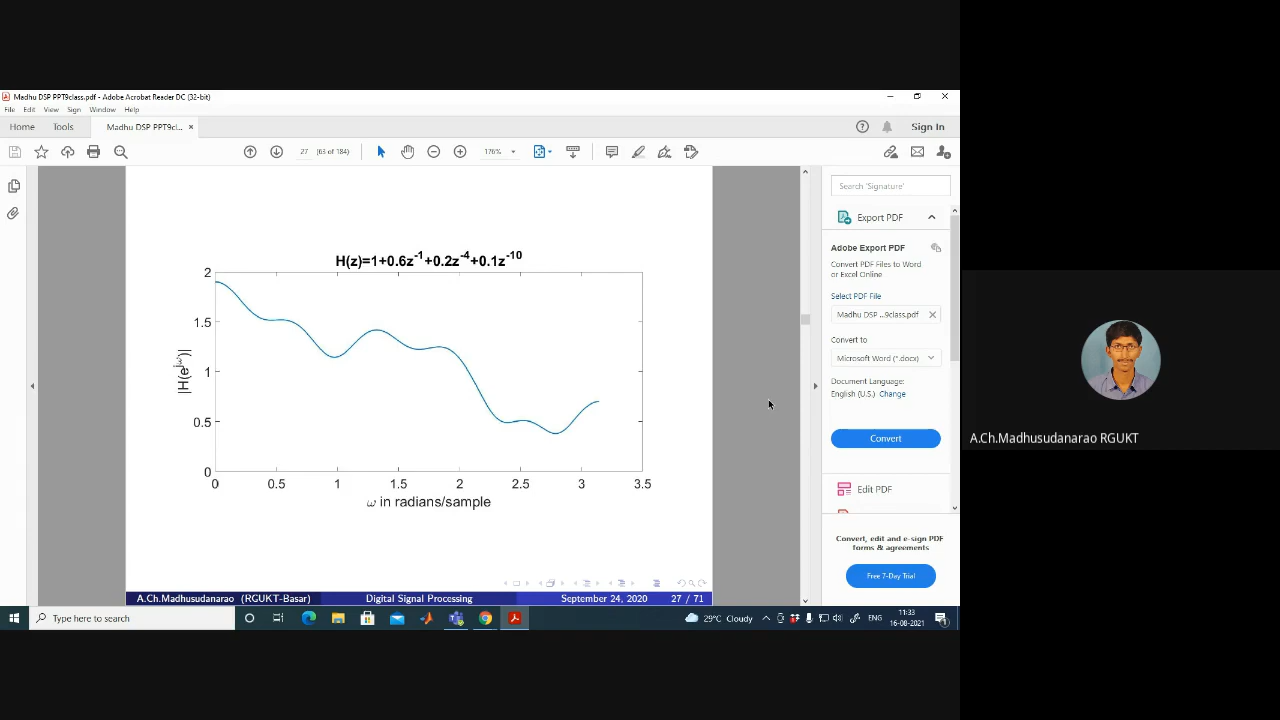 Madhu DSP PPT9class.pdf - Adobe Acrobat Reader DC (32-bit)
File Edit View Sign Window Help
Home Tools Madhu DSP PPT9cl... × Sign In
27 (63 of 184) 176%
H(z)=1+0.6z⁻¹+0.2z⁻⁴+0.1z⁻¹⁰
2
1.5
1
0.5
0
|H(e^{jω})|
0 0.5 1 1.5 2 2.5 3 3.5
ω in radians/sample
A.Ch.Madhusudanarao (RGUKT-Basar) Digital Signal Processing September 24, 2020 27 / 71
Search 'Signature'
Export PDF
Adobe Export PDF
Convert PDF Files to Word
or Excel Online
Select PDF File
Madhu DSP ...9class.pdf
Convert to
Microsoft Word (*.docx)
Document Language:
English (U.S.) Change
Convert
Edit PDF
Convert, edit and e-sign PDF
forms & agreements
Free 7-Day Trial
Type here to search
29°C Cloudy
ENG
11:33
16-08-2021
A.Ch.Madhusudanarao RGUKT